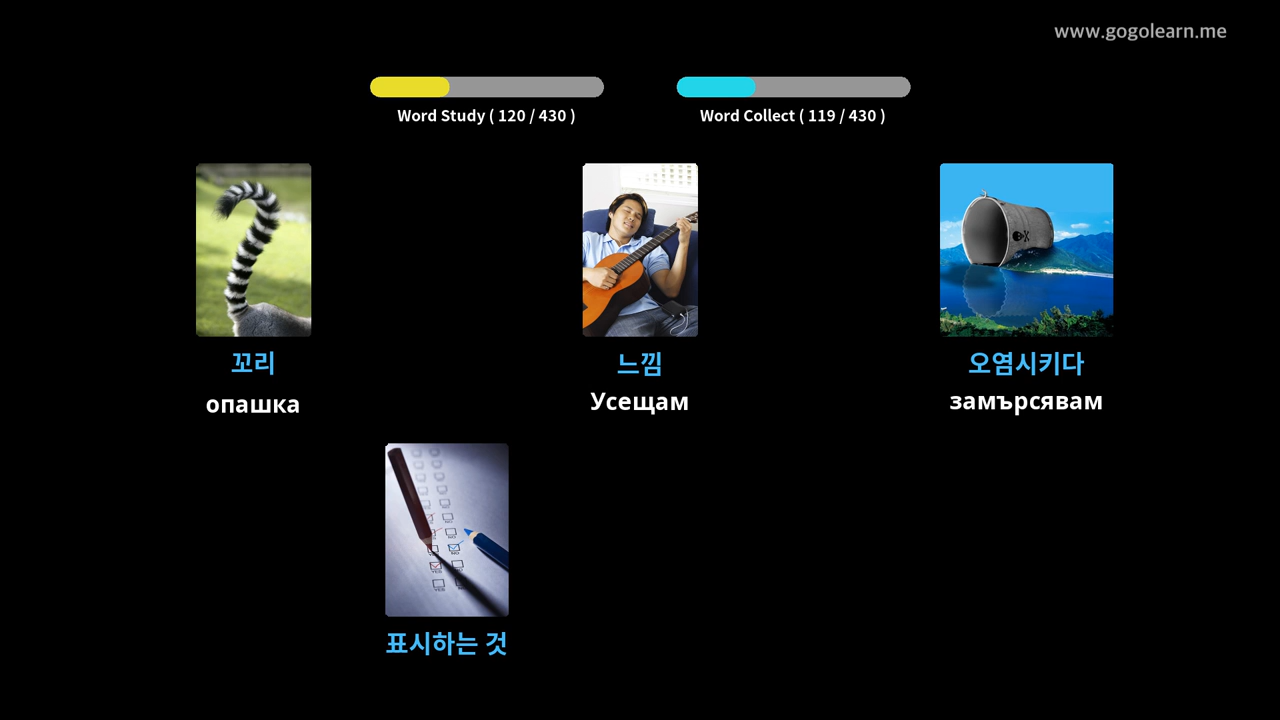 www.gogolearn.me
Word Study ( 120 / 430 )
Word Collect ( 119 / 430 )
꼬리
느낌
오염시키다
опашка
Усещам
замърсявам
표시하는 것